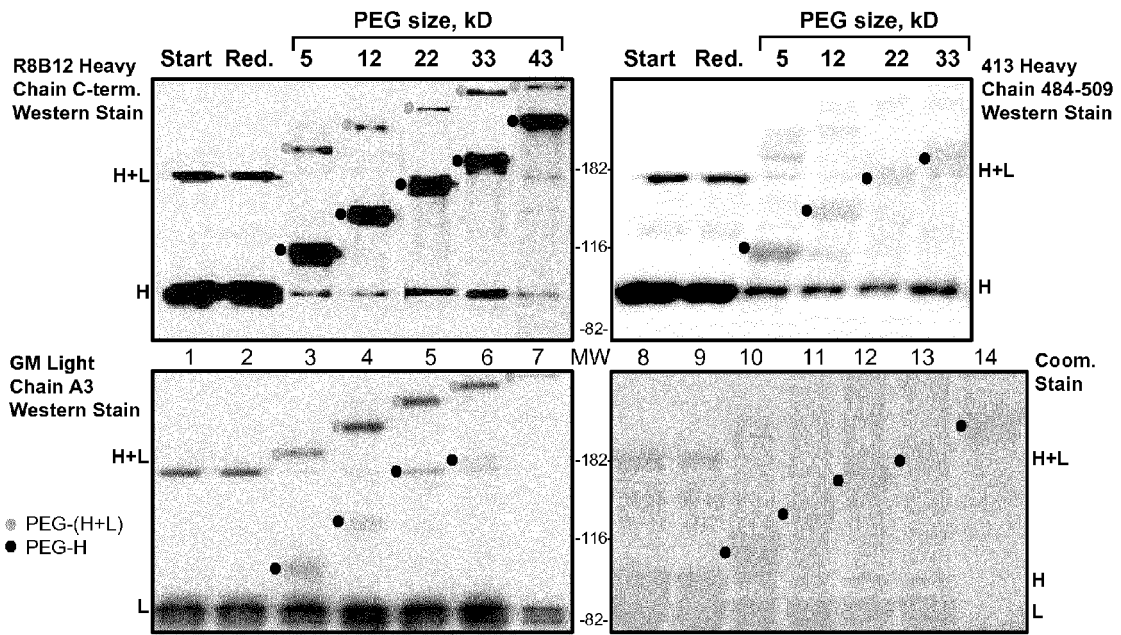 PEG size, kD
PEG size, kD
Start Red. 5 12 22 33 43
5 12 22 33
R8B12 Heavy
Chain C-term.
Western Stain
413 Heavy
Chain 484-509
Western Stain
H+L
-182-
H+L
-116-
H
H
-82-
1 2 3 4 5 6 7 MW 8 9 10 11 12 13 14
GM Light
Chain A3
Western Stain
Coom.
Stain
H+L
-182-
H+L
PEG-(H+L)
PEG-H
-116-
H
L
L
-82-